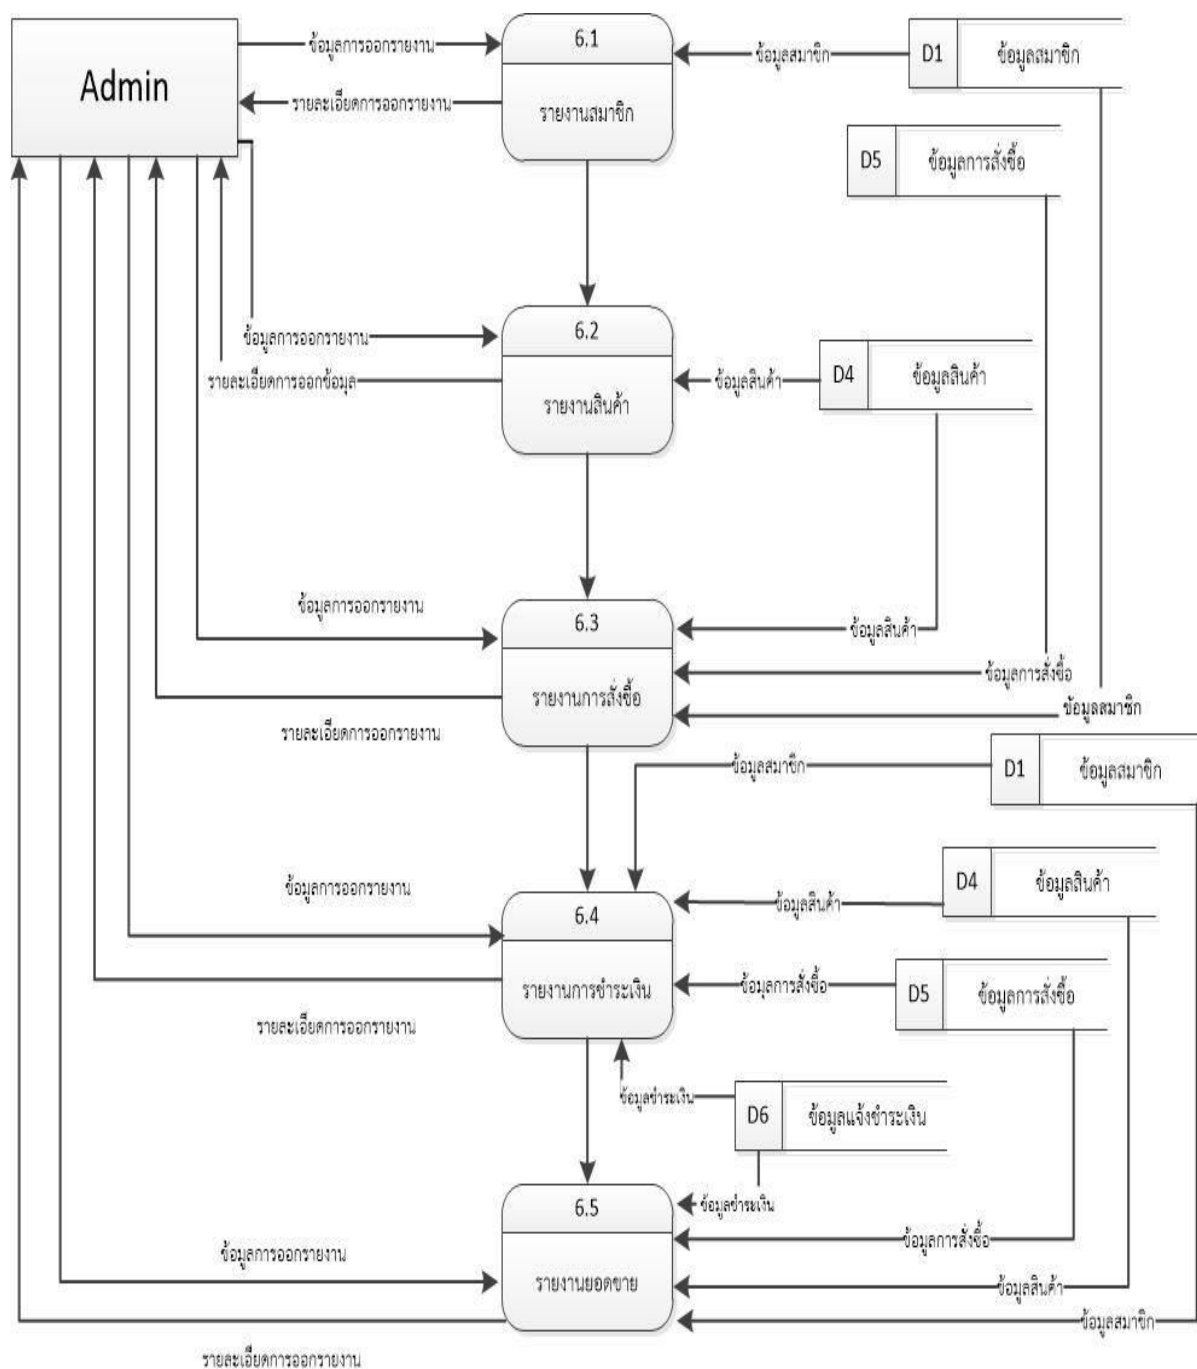 Admin
ข้อมูลการออกรายงาน
6.1
รายงานสมาชิก
ข้อมูลสมาชิก
D1
ข้อมูลสมาชิก
รายละเอียดการออกรายงาน
D5
ข้อมูลการสั่งซื้อ
ข้อมูลการออกรายงาน
6.2
รายงานสินค้า
รายละเอียดการออกข้อมุล
ข้อมูลสินค้า
D4
ข้อมูลสินค้า
ข้อมูลการออกรายงาน
6.3
รายงานการสั่งซื้อ
ข้อมูลสินค้า
ข้อมูลการสั่งซื้อ
ข้อมูลสมาชิก
รายละเอียดการออกรายงาน
ข้อมูลสมาชิก
D1
ข้อมูลสมาชิก
ข้อมูลการออกรายงาน
6.4
รายงานการชำระเงิน
ข้อมูลสินค้า
D4
ข้อมูลสินค้า
ข้อมุลการสั่งซื้อ
D5
ข้อมูลการสั่งซื้อ
รายละเอียดการออกรายงาน
ข้อมูลชำระเงิน
D6
ข้อมูลแจ้งชำระเงิน
ข้อมูลชำระเงิน
6.5
รายงานยอดขาย
ข้อมูลการออกรายงาน
ข้อมูลการสั่งซื้อ
ข้อมูลสินค้า
ข้อมูลสมาชิก
รายละเอียดการออกรายงาน